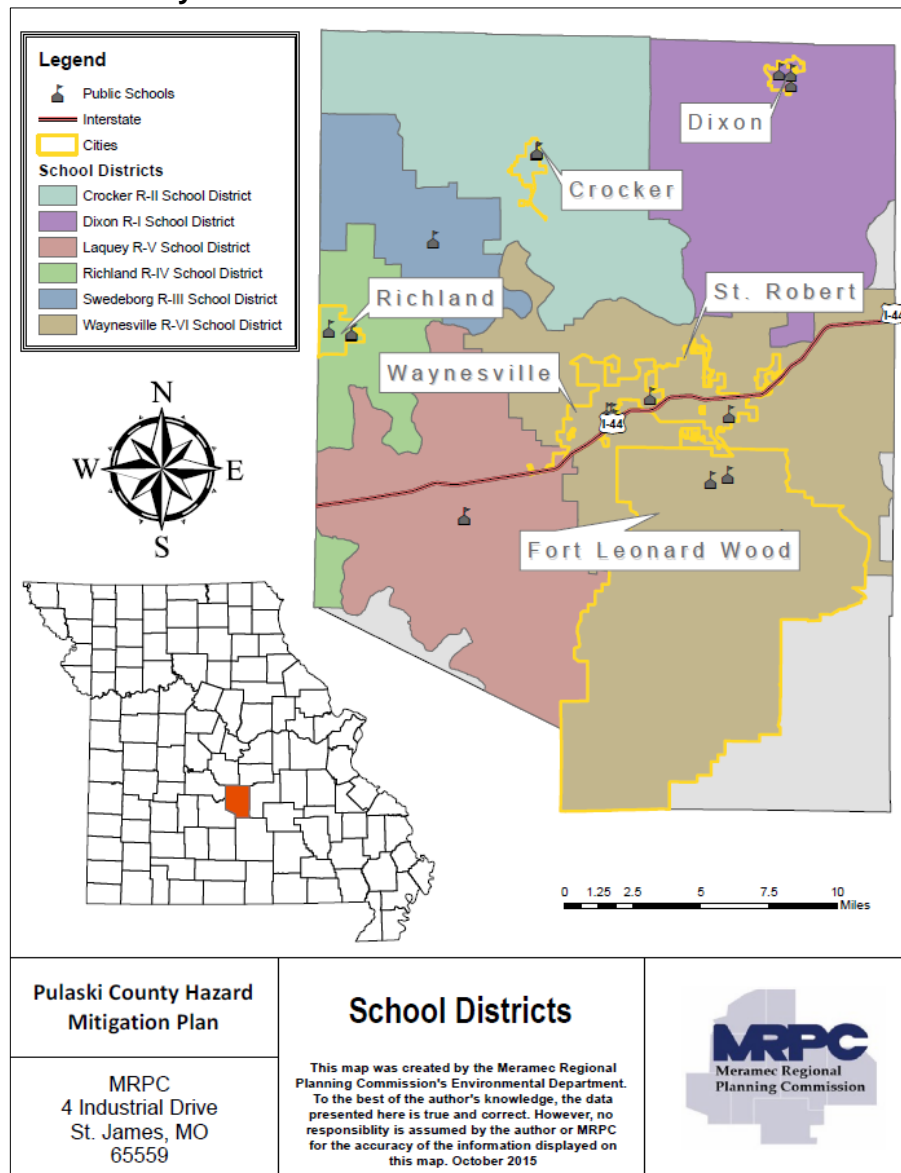 Legend
Public Schools
Interstate
Cities
School Districts
Crocker R-II School District
Dixon R-I School District
Laquey R-V School District
Richland R-IV School District
Swedeborg R-III School District
Waynesville R-VI School District
Dixon
Crocker
Richland
St. Robert
I-44
Waynesville
I-44
Fort Leonard Wood
N
W E
S
0 1.25 2.5 5 7.5 10
Miles
Pulaski County Hazard
Mitigation Plan
MRPC
4 Industrial Drive
St. James, MO
65559
School Districts
This map was created by the Meramec Regional
Planning Commission's Environmental Department.
To the best of the author's knowledge, the data
presented here is true and correct. However, no
responsiblity is assumed by the author or MRPC
for the accuracy of the information displayed on
this map. October 2015
MRPC
Meramec Regional
Planning Commission